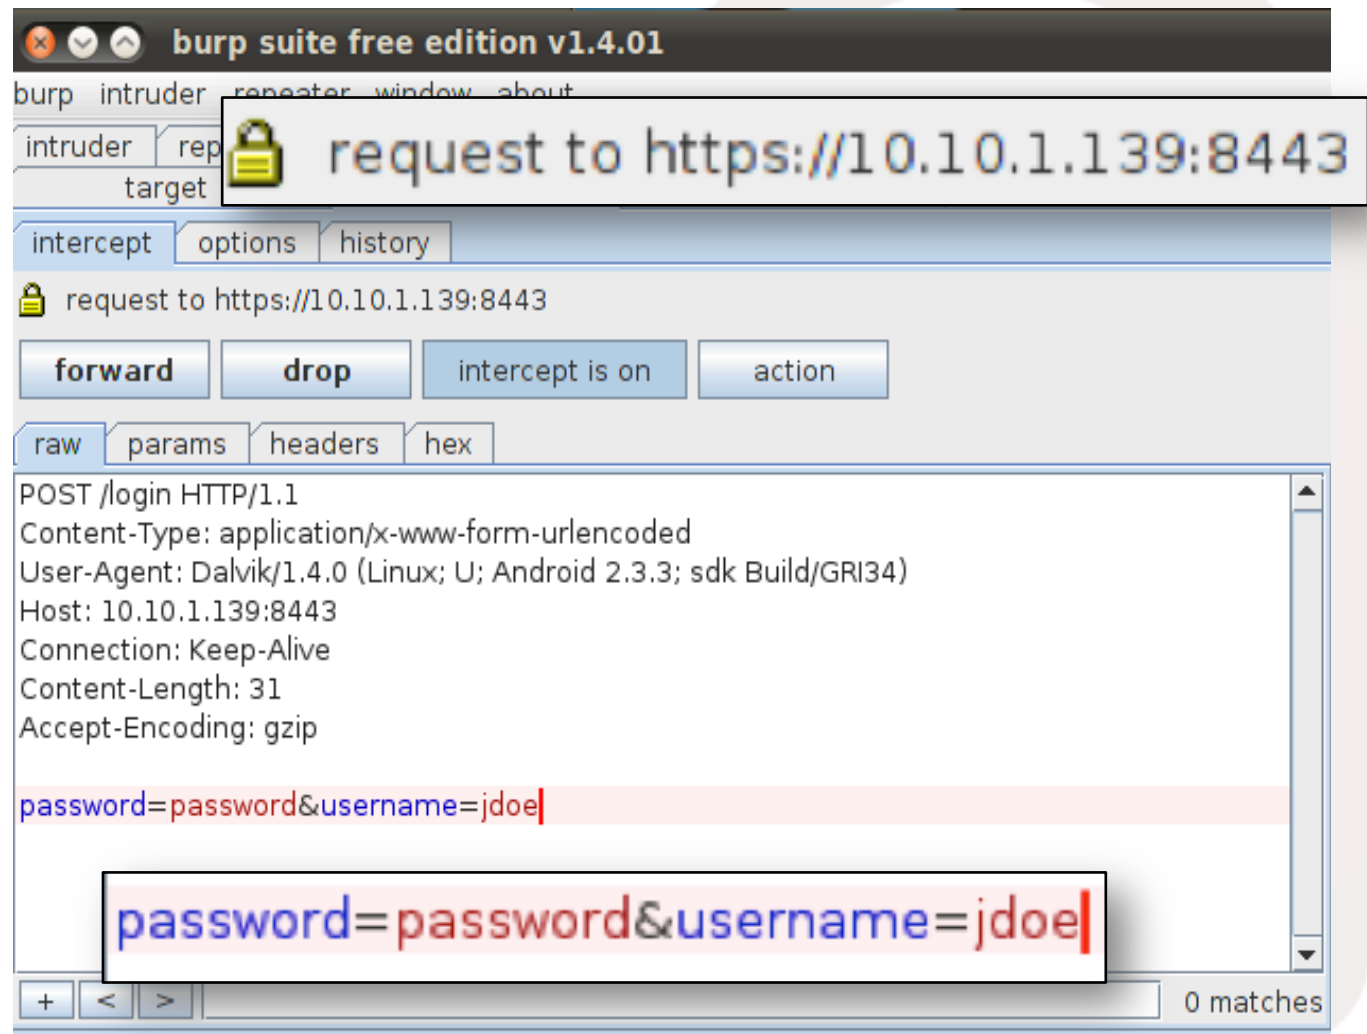 burp suite free edition v1.4.01
burp intruder repeater window about
intruder rep
request to https://10.10.1.139:8443
target
intercept options history
request to https://10.10.1.139:8443
forward drop intercept is on action
raw params headers hex
POST /login HTTP/1.1
Content-Type: application/x-www-form-urlencoded
User-Agent: Dalvik/1.4.0 (Linux; U; Android 2.3.3; sdk Build/GRI34)
Host: 10.10.1.139:8443
Connection: Keep-Alive
Content-Length: 31
Accept-Encoding: gzip
password=password&username=jdoe
password=password&username=jdoe
+ < > 0 matches